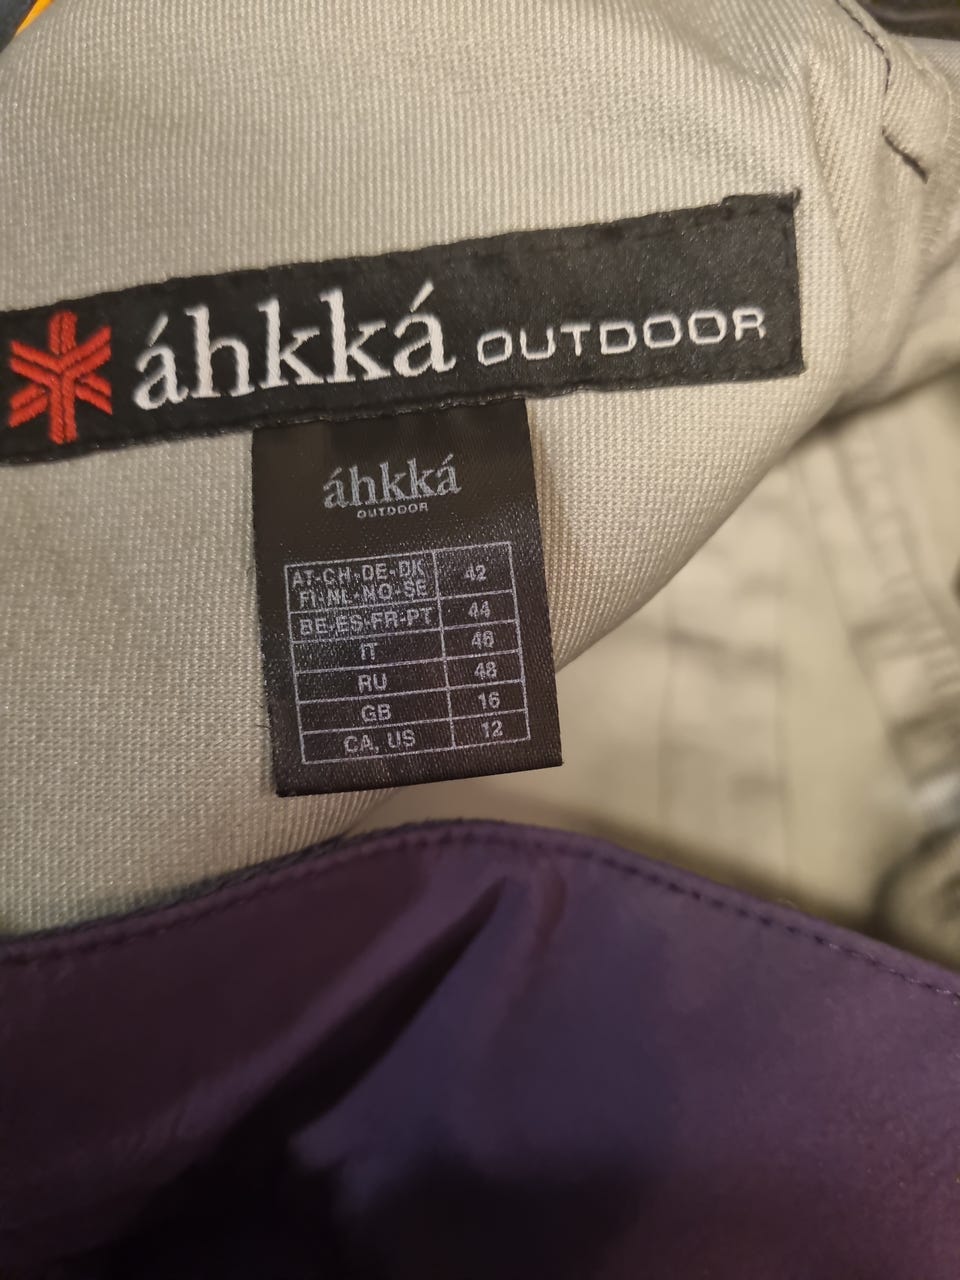 áhkká OUTDOOR
áhkká
OUTDOOR
AT-CH-DE-DK
FI-NL-NO-SE 42
BE-ES-FR-PT 44
IT 46
RU 48
GB 16
CA, US 12